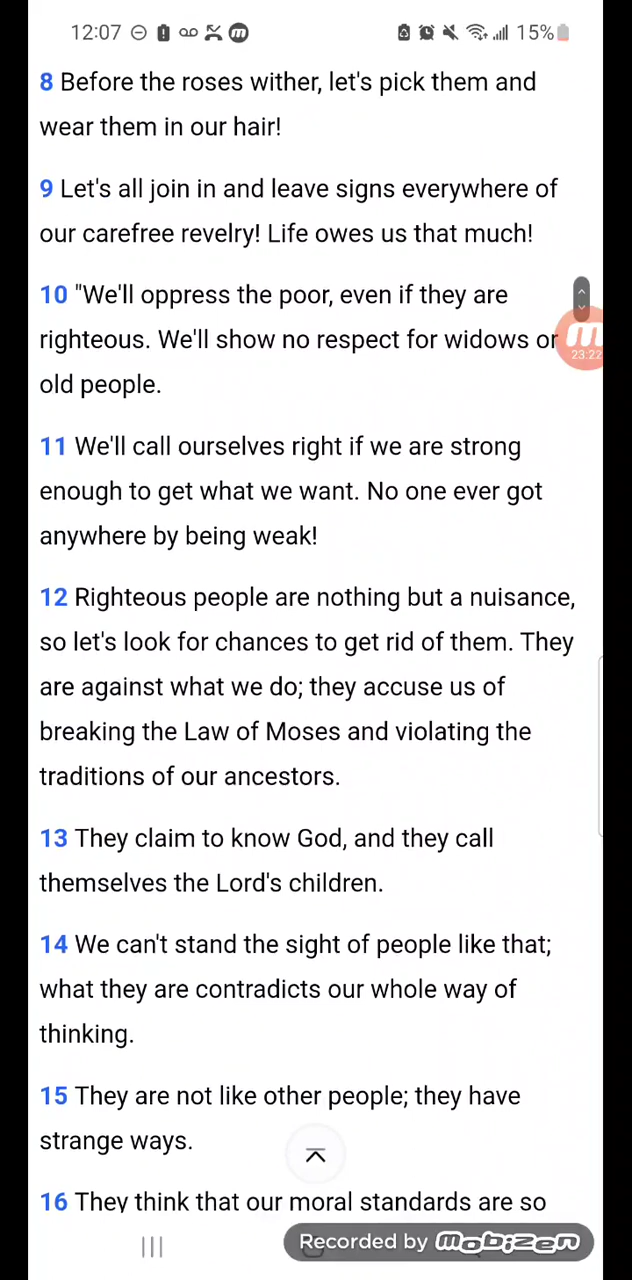 12:07 15%
8 Before the roses wither, let's pick them and
wear them in our hair!
9 Let's all join in and leave signs everywhere of
our carefree revelry! Life owes us that much!
10 "We'll oppress the poor, even if they are
righteous. We'll show no respect for widows or
old people.
m
23:22
11 We'll call ourselves right if we are strong
enough to get what we want. No one ever got
anywhere by being weak!
12 Righteous people are nothing but a nuisance,
so let's look for chances to get rid of them. They
are against what we do; they accuse us of
breaking the Law of Moses and violating the
traditions of our ancestors.
13 They claim to know God, and they call
themselves the Lord's children.
14 We can't stand the sight of people like that;
what they are contradicts our whole way of
thinking.
15 They are not like other people; they have
strange ways.
16 They think that our moral standards are so
Recorded by mobizen